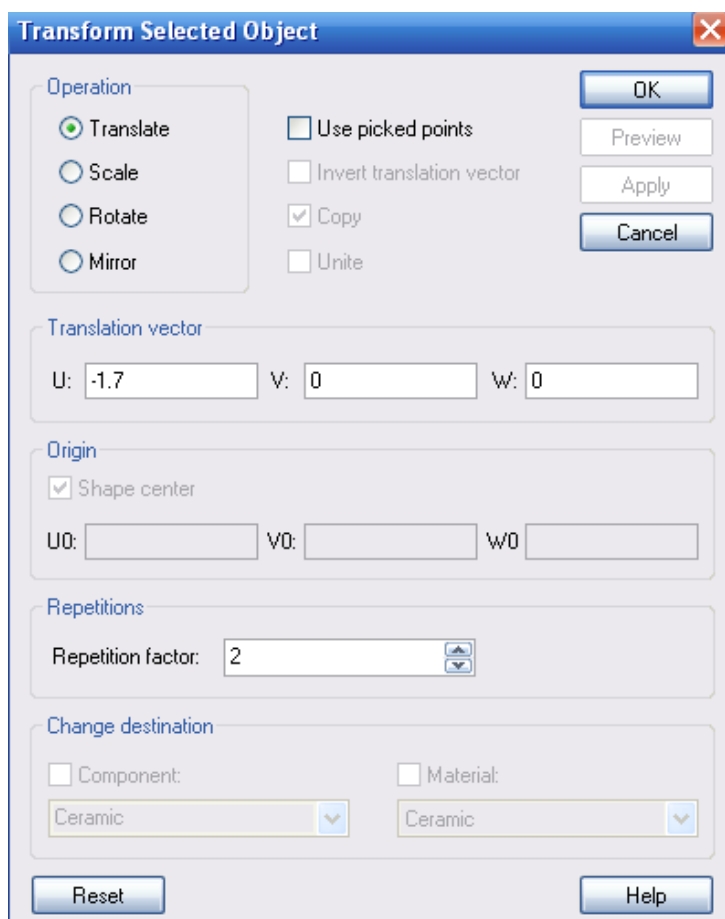 Transform Selected Object
Operation
Translate
Scale
Rotate
Mirror
Use picked points
Invert translation vector
Copy
Unite
OK
Preview
Apply
Cancel
Translation vector
U: -1.7 V: 0 W: 0
Origin
Shape center
U0: V0: W0
Repetitions
Repetition factor: 2
Change destination
Component: Material:
Ceramic Ceramic
Reset Help